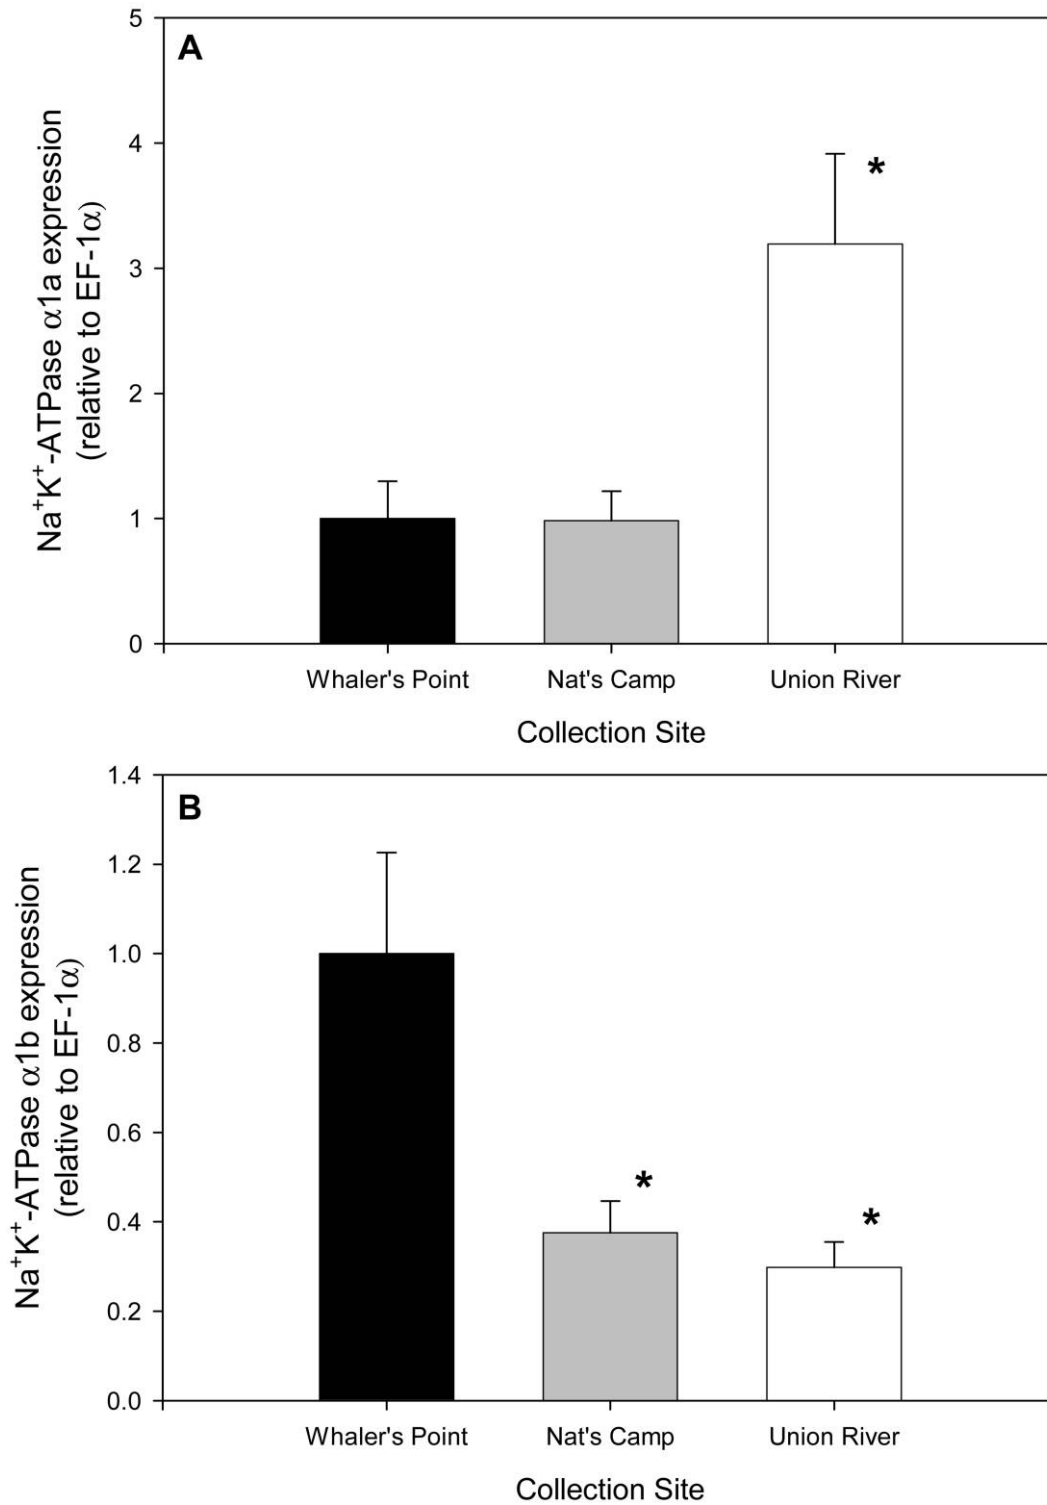 A
5
4
3
2
1
0
Na⁺K⁺-ATPase α1a expression
(relative to EF-1α)
*
Whaler's Point Nat's Camp Union River
Collection Site
B
1.4
1.2
1.0
0.8
0.6
0.4
0.2
0.0
Na⁺K⁺-ATPase α1b expression
(relative to EF-1α)
*
*
Whaler's Point Nat's Camp Union River
Collection Site